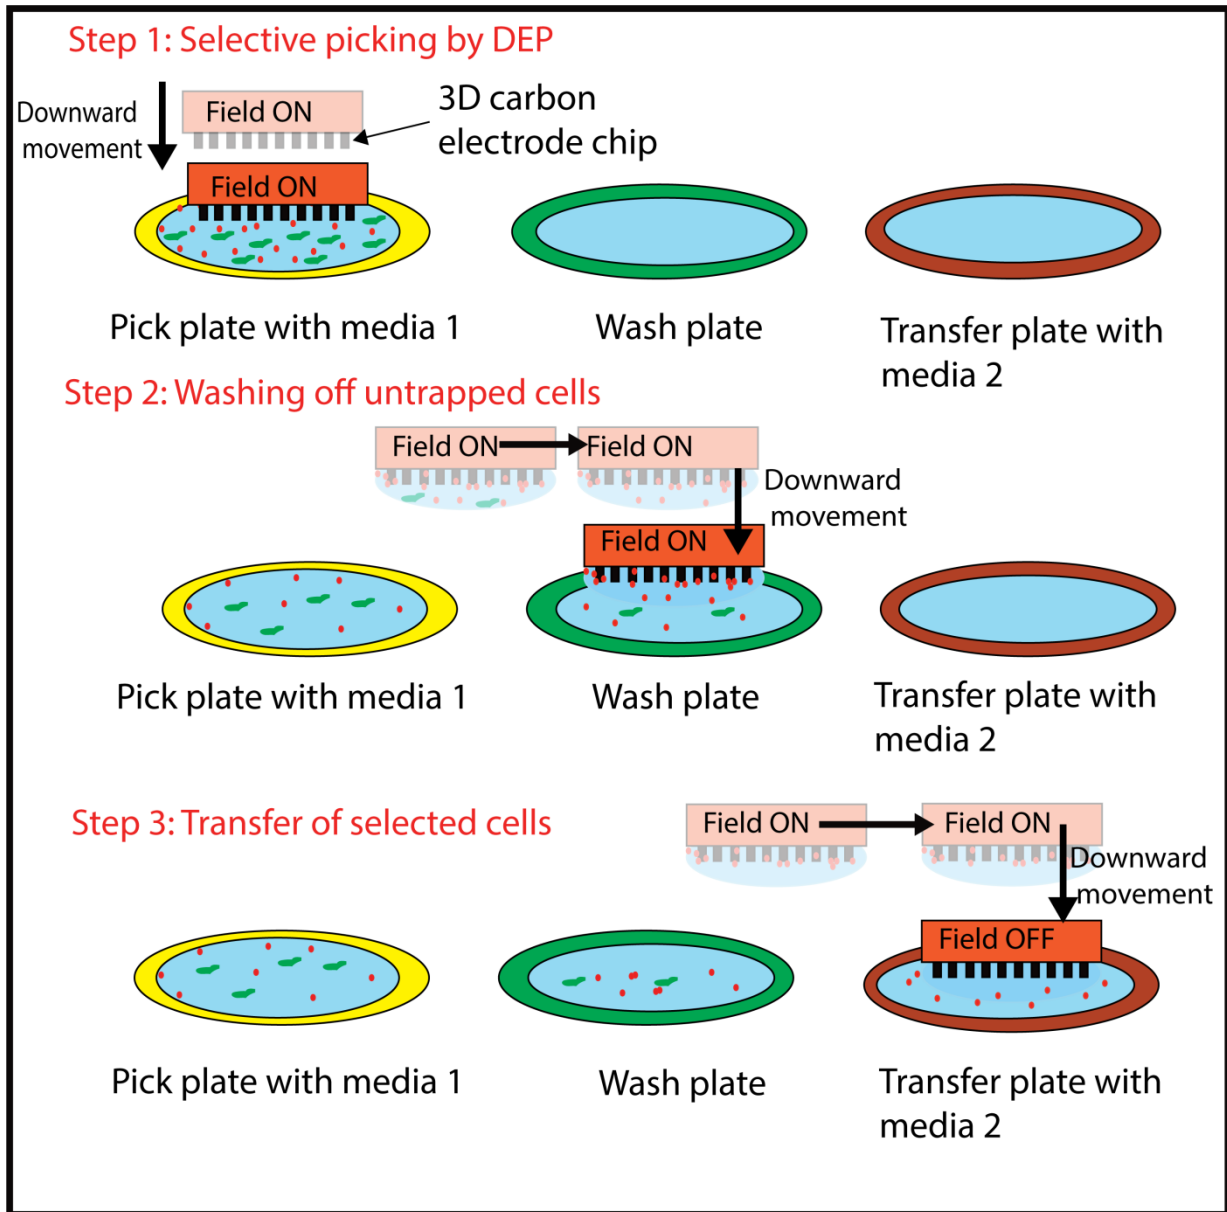 Step 1: Selective picking by DEP
Downward
movement
Field ON
3D carbon
electrode chip
Field ON
Pick plate with media 1
Wash plate
Transfer plate with
media 2
Step 2: Washing off untrapped cells
Field ON
Field ON
Downward
movement
Field ON
Pick plate with media 1
Wash plate
Transfer plate with
media 2
Step 3: Transfer of selected cells
Field ON
Field ON
Downward
movement
Field OFF
Pick plate with media 1
Wash plate
Transfer plate with
media 2